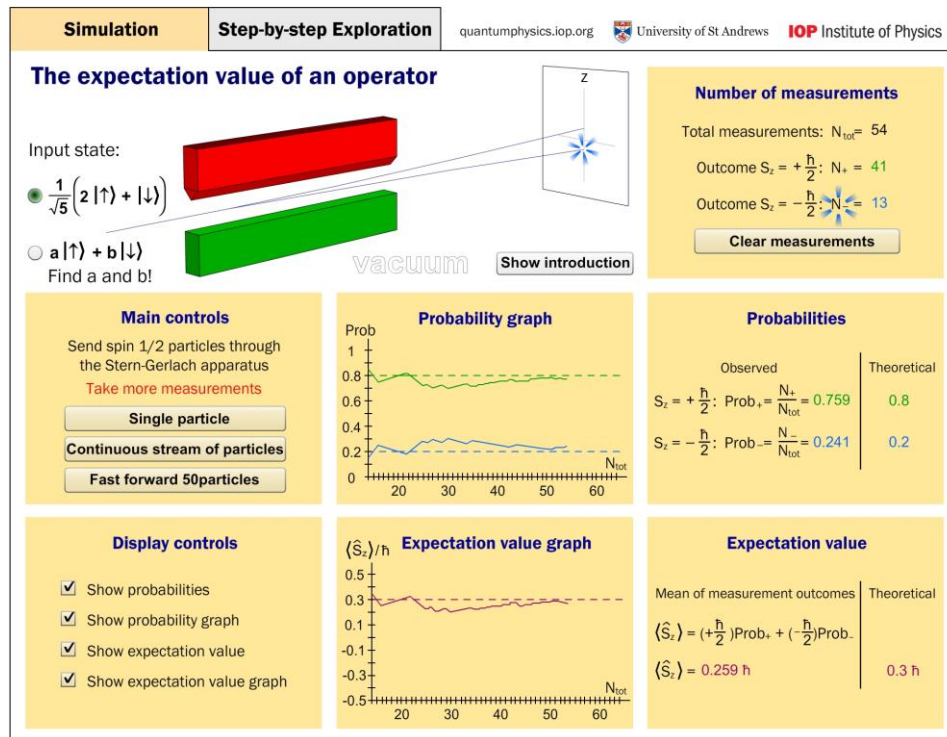 Simulation
Step-by-step Exploration
quantumphysics.iop.org
University of St Andrews
IOP Institute of Physics
The expectation value of an operator
Z
Input state:
1/√5 (2 |↑⟩ + |↓⟩)
a |↑⟩ + b |↓⟩
Find a and b!
vacuum
Show introduction
Number of measurements
Total measurements: N_tot= 54
Outcome S_z = + ħ/2: N₊ = 41
Outcome S_z = − ħ/2: N₋ = 13
Clear measurements
Main controls
Send spin 1/2 particles through
the Stern-Gerlach apparatus
Take more measurements
Single particle
Continuous stream of particles
Fast forward 50particles
Probability graph
Prob
1
0.8
0.6
0.4
0.2
0
N_tot
20 30 40 50 60
Probabilities
Observed
Theoretical
S_z = + ħ/2: Prob₊= N₊/N_tot = 0.759 0.8
S_z = − ħ/2: Prob₋= N₋/N_tot = 0.241 0.2
Display controls
Show probabilities
Show probability graph
Show expectation value
Show expectation value graph
⟨Ŝ_z⟩/ħ
Expectation value graph
0.5
0.3
0.1
-0.1
-0.3
-0.5
N_tot
20 30 40 50 60
Expectation value
Mean of measurement outcomes
Theoretical
⟨Ŝ_z⟩ = (+ħ/2 )Prob₊ + (-ħ/2)Prob₋
⟨Ŝ_z⟩ = 0.259 ħ 0.3 ħ